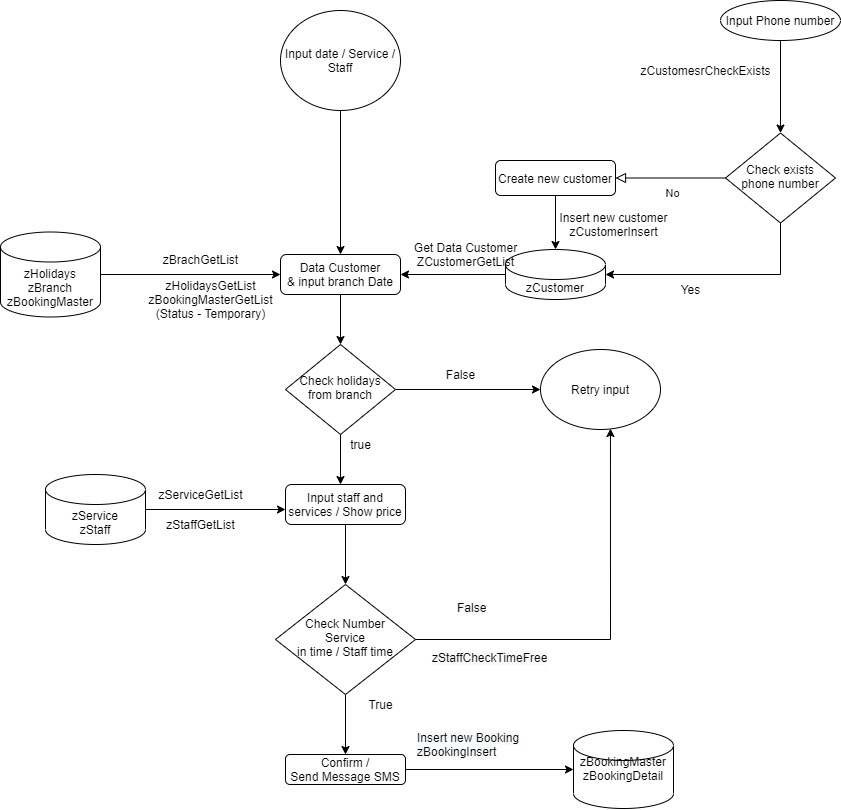 Input Phone number
Input date / Service /
Staff
zCustomesrCheckExists
Check exists
phone number
Create new customer
No
Insert new customer
zCustomerInsert
Get Data Customer
ZCustomerGetList
zBrachGetList
Data Customer
& input branch Date
zHolidays
zBranch
zBookingMaster
zHolidaysGetList
zBookingMasterGetList
(Status - Temporary)
zCustomer
Yes
Check holidays
from branch
False
Retry input
true
zServiceGetList
Input staff and
services / Show price
zService
zStaff
zStaffGetList
False
Check Number
Service
in time / Staff time
zStaffCheckTimeFree
True
Insert new Booking
zBookingInsert
Confirm /
Send Message SMS
zBookingMaster
zBookingDetail